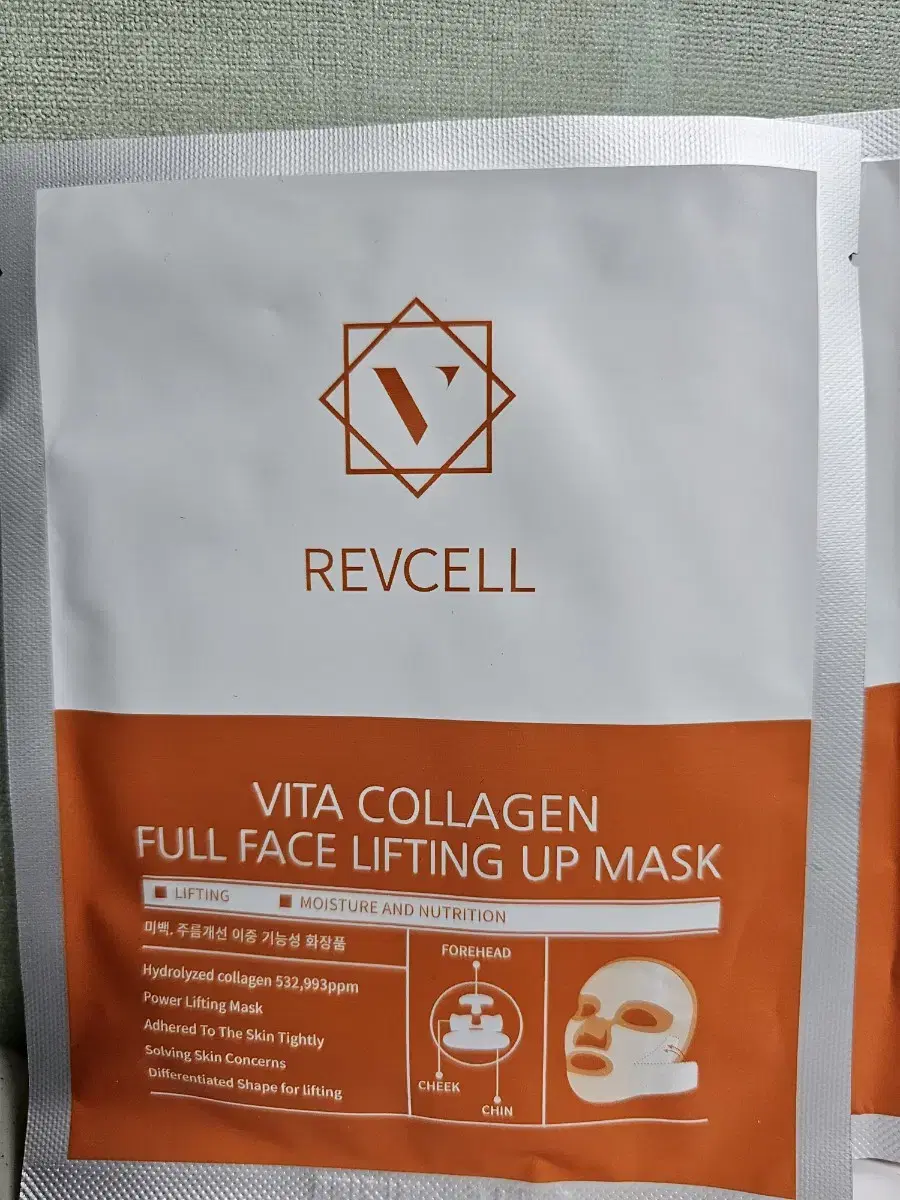 V
REVCELL
VITA COLLAGEN
FULL FACE LIFTING UP MASK
LIFTING
MOISTURE AND NUTRITION
미백. 주름개선 이중 기능성 화장품
Hydrolyzed collagen 532,993ppm
Power Lifting Mask
Adhered To The Skin Tightly
Solving Skin Concerns
Differentiated Shape for lifting
FOREHEAD
CHEEK
CHIN